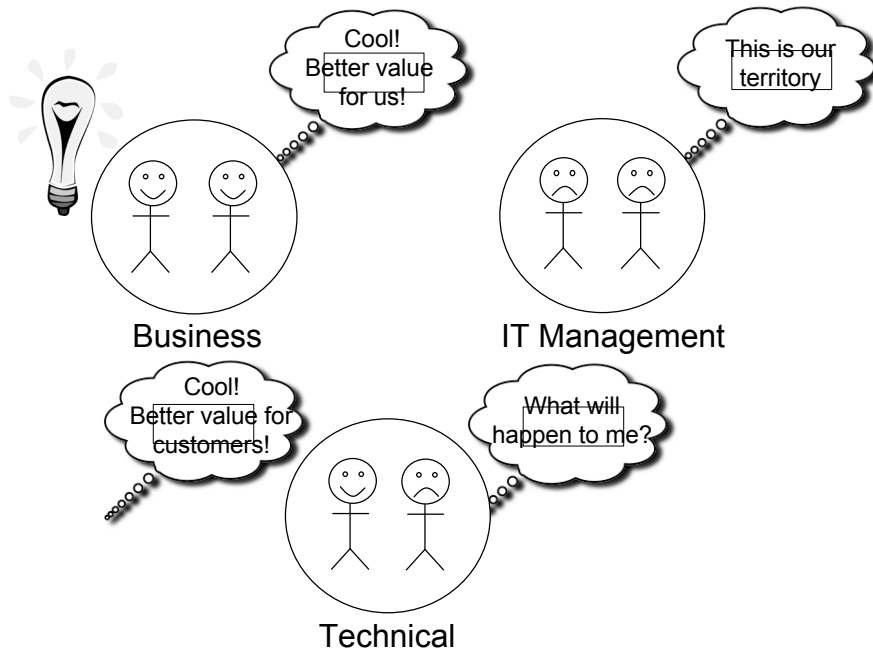 Cool!
Better value
for us!
This is our
territory
Business
IT Management
Cool!
Better value for
customers!
What will
happen to me?
Technical